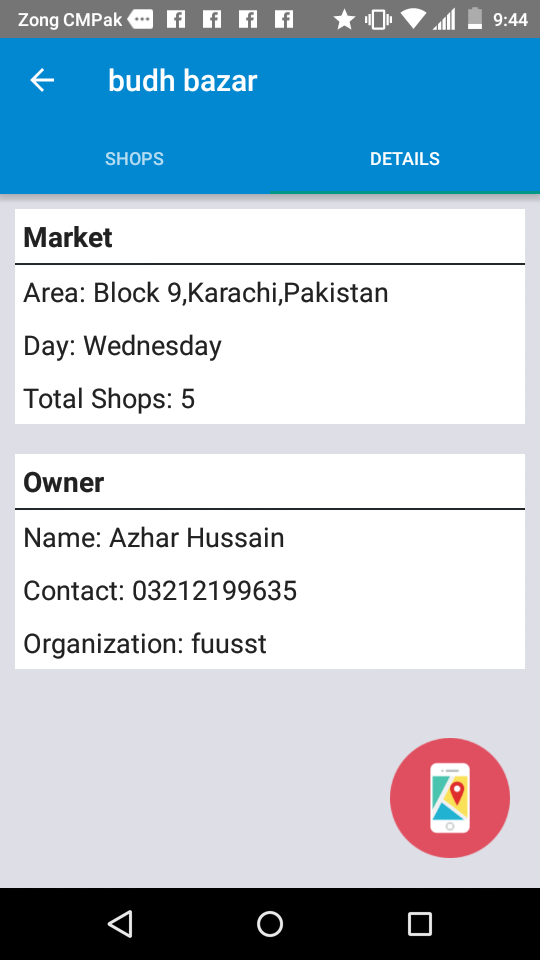 Zong CMPak 9:44
budh bazar
SHOPS DETAILS
Market
Area: Block 9,Karachi,Pakistan
Day: Wednesday
Total Shops: 5
Owner
Name: Azhar Hussain
Contact: 03212199635
Organization: fuusst